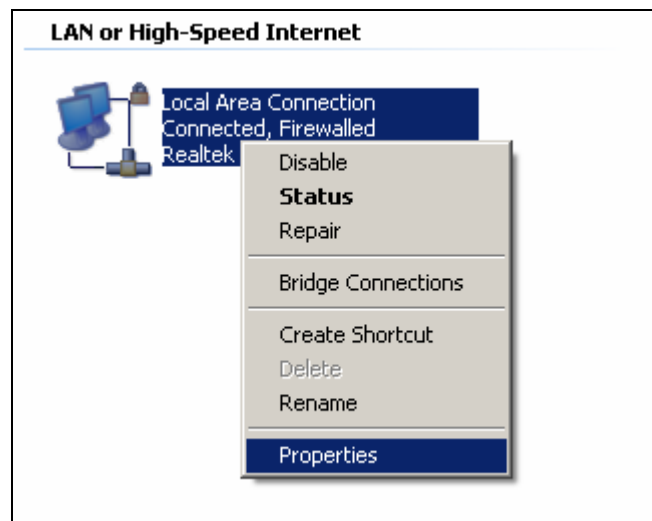 LAN or High-Speed Internet
Local Area Connection
Connected, Firewalled
Realtek
Disable
Status
Repair
Bridge Connections
Create Shortcut
Delete
Rename
Properties